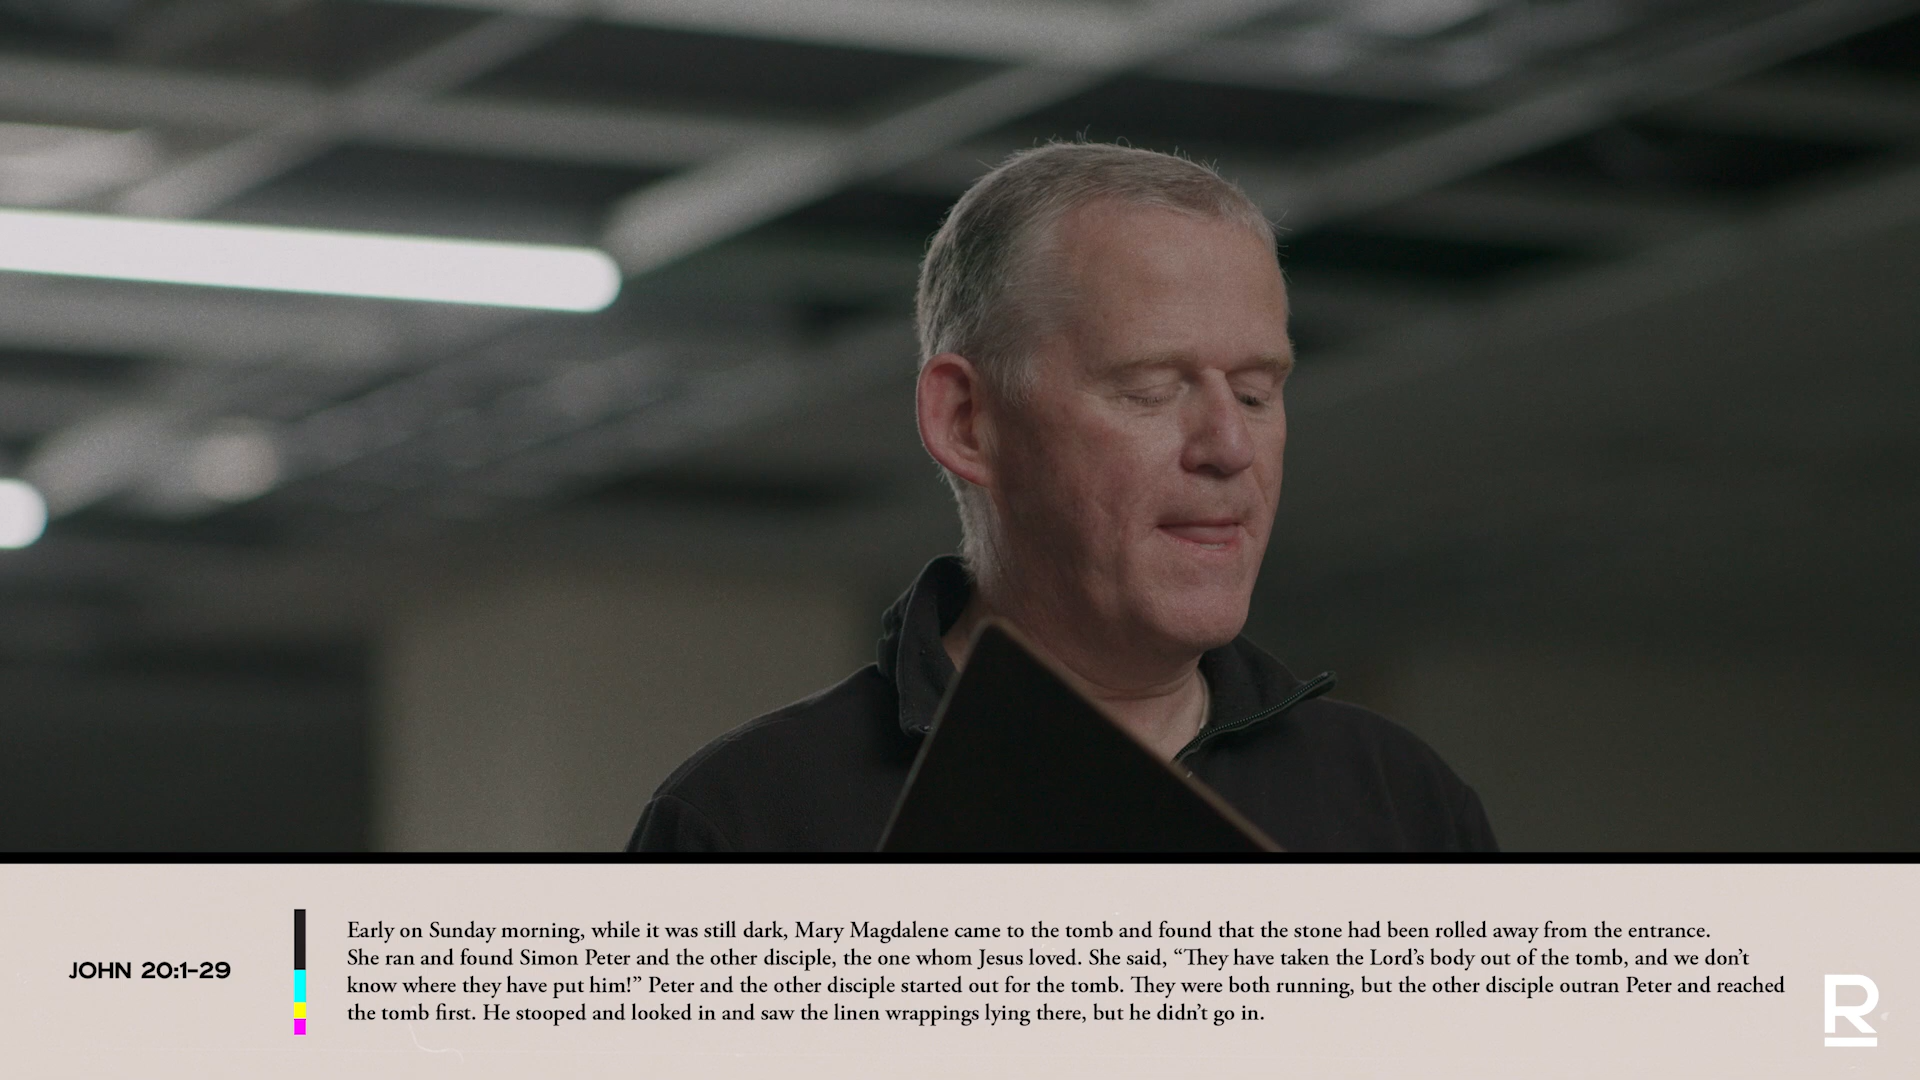 JOHN 20:1-29
Early on Sunday morning, while it was still dark, Mary Magdalene came to the tomb and found that the stone had been rolled away from the entrance.
She ran and found Simon Peter and the other disciple, the one whom Jesus loved. She said, “They have taken the Lord’s body out of the tomb, and we don’t
know where they have put him!” Peter and the other disciple started out for the tomb. They were both running, but the other disciple outran Peter and reached
the tomb first. He stooped and looked in and saw the linen wrappings lying there, but he didn’t go in.
R